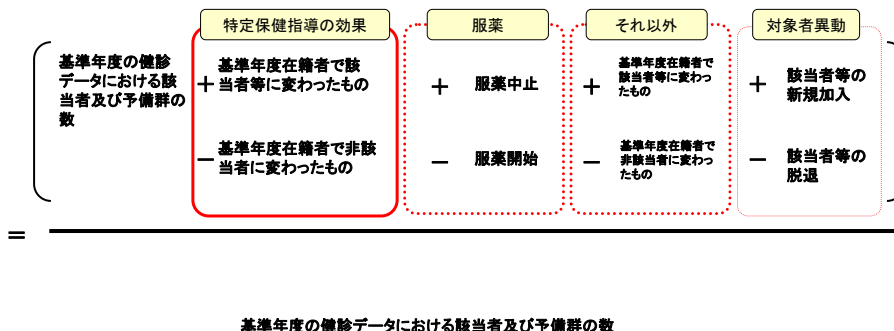 特定保健指導の効果
服薬
それ以外
対象者異動
基準年度の健診
データにおける該
当者及び予備群の
数
+ 基準年度在籍者で該
当者等に変わったもの
+ 服薬中止
+ 基準年度在籍者で
該当者等に変わっ
たもの
+ 該当者等の
新規加入
− 基準年度在籍者で非該
当者に変わったもの
− 服薬開始
− 基準年度在籍者で
非該当者に変わっ
たもの
− 該当者等の
脱退
=
基準年度の健診データにおける該当者及び予備群の数